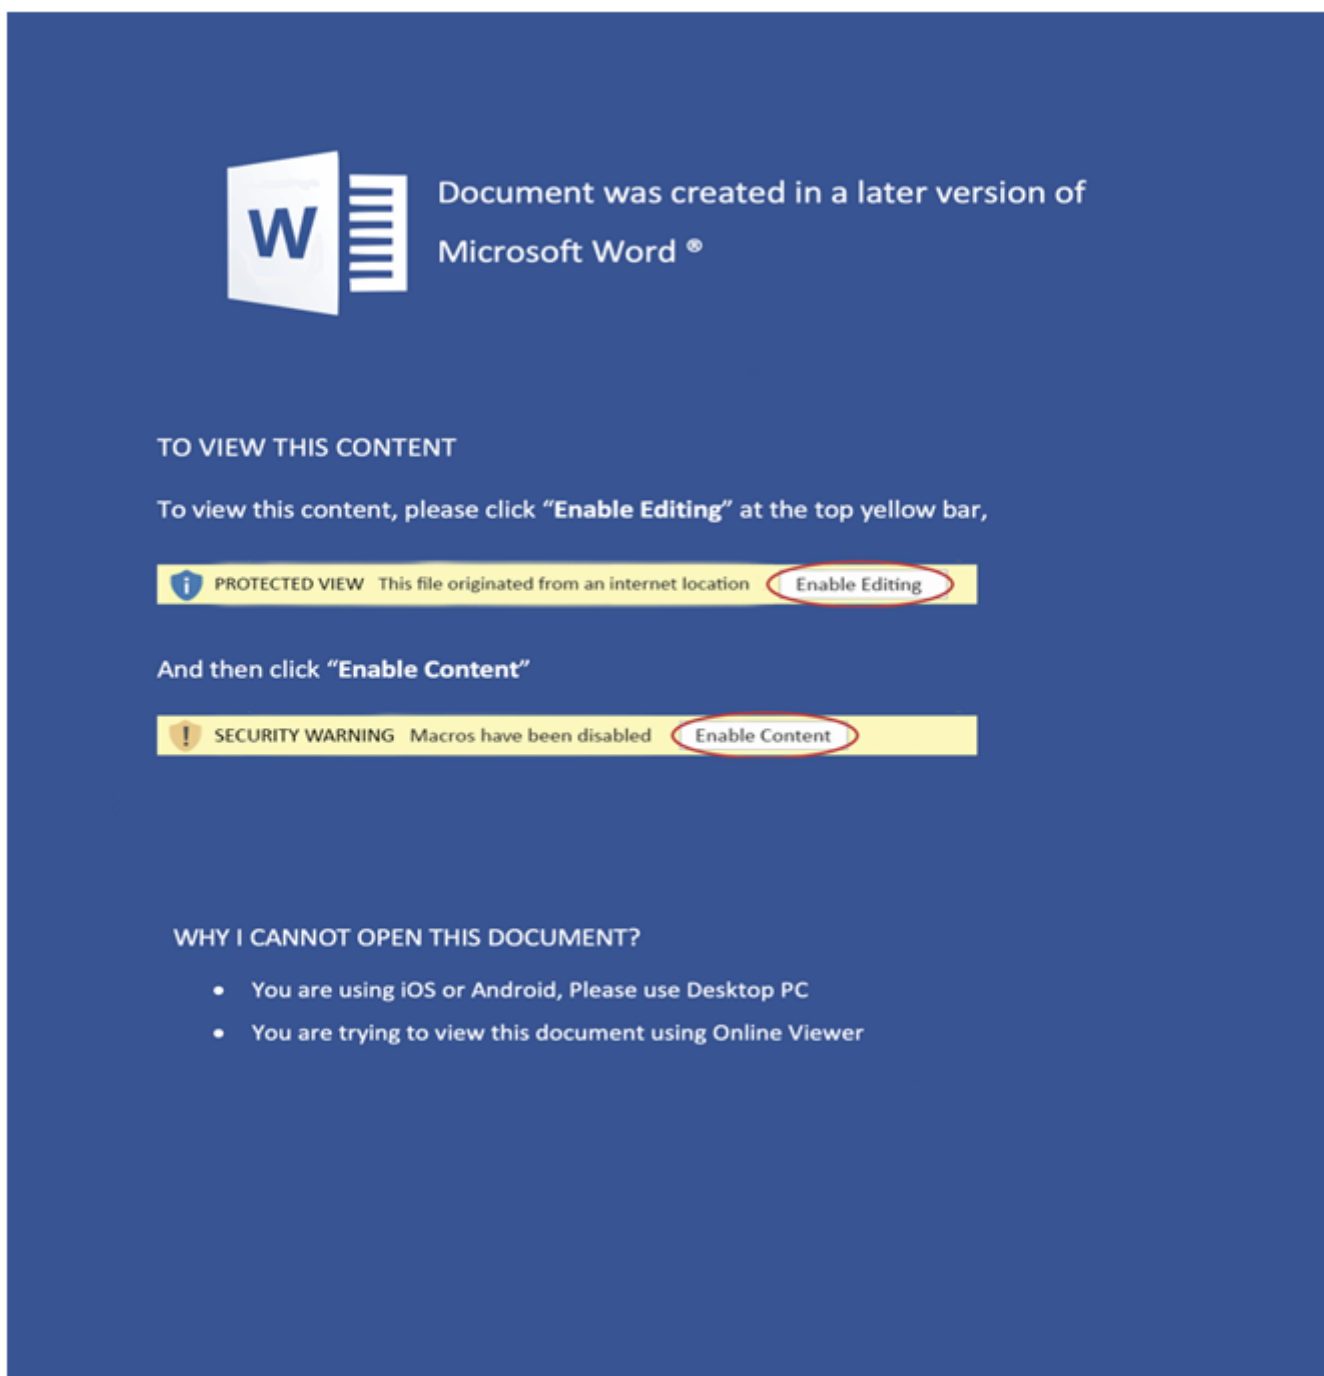 W
Document was created in a later version of
Microsoft Word ®
TO VIEW THIS CONTENT
To view this content, please click “Enable Editing” at the top yellow bar,
i PROTECTED VIEW This file originated from an internet location Enable Editing
And then click “Enable Content”
! SECURITY WARNING Macros have been disabled Enable Content
WHY I CANNOT OPEN THIS DOCUMENT?
• You are using iOS or Android, Please use Desktop PC
• You are trying to view this document using Online Viewer